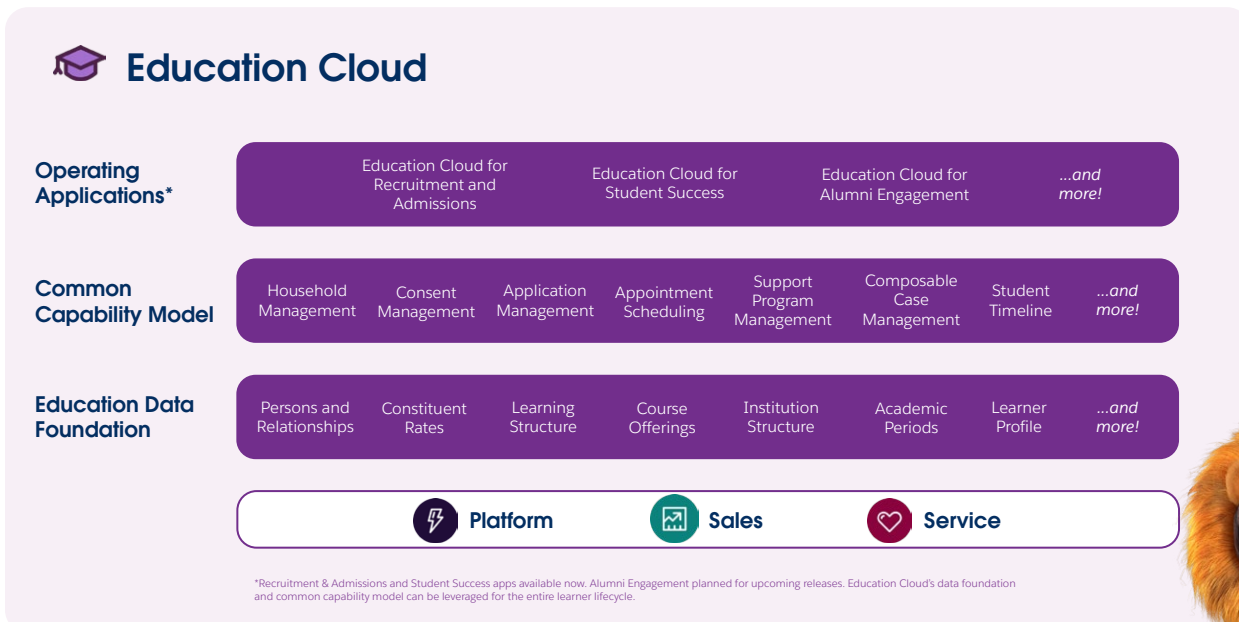 Education Cloud
Operating
Applications*
Education Cloud for
Recruitment and
Admissions
Education Cloud for
Student Success
Education Cloud for
Alumni Engagement
...and
more!
Common
Capability Model
Household
Management
Consent
Management
Application
Management
Appointment
Scheduling
Support
Program
Management
Composable
Case
Management
Student
Timeline
...and
more!
Education Data
Foundation
Persons and
Relationships
Constituent
Rates
Learning
Structure
Course
Offerings
Institution
Structure
Academic
Periods
Learner
Profile
...and
more!
Platform
Sales
Service
*Recruitment & Admissions and Student Success apps available now. Alumni Engagement planned for upcoming releases. Education Cloud's data foundation
and common capability model can be leveraged for the entire learner lifecycle.